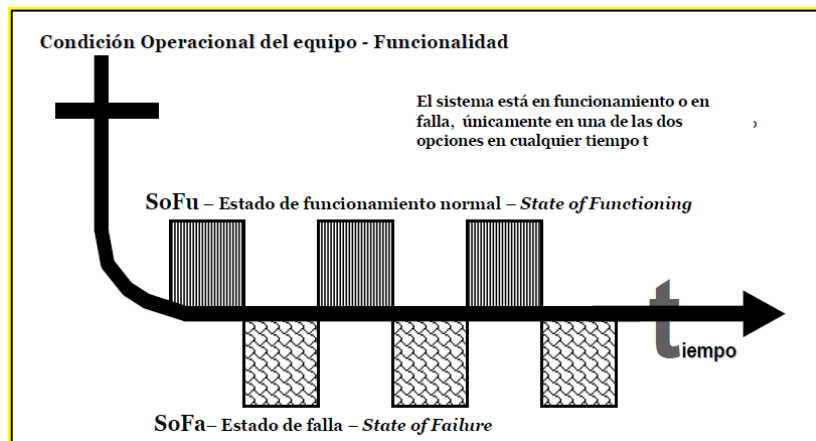 Condición Operacional del equipo - Funcionalidad
El sistema está en funcionamiento o en
falla, únicamente en una de las dos
opciones en cualquier tiempo t
SoFu – Estado de funcionamiento normal – State of Functioning
tiempo
SoFa– Estado de falla – State of Failure